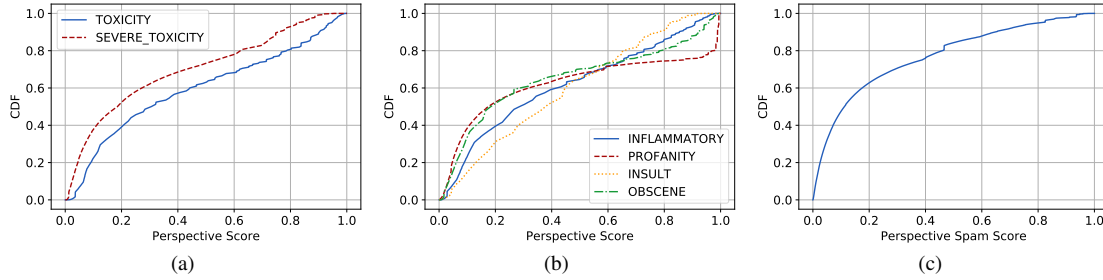 1.0
0.8
0.6
0.4
0.2
0.0
CDF
TOXICITY
SEVERE_TOXICITY
0.0 0.2 0.4 0.6 0.8 1.0
Perspective Score
(a)
1.0
0.8
0.6
0.4
0.2
0.0
CDF
INFLAMMATORY
PROFANITY
INSULT
OBSCENE
0.0 0.2 0.4 0.6 0.8 1.0
Perspective Score
(b)
1.0
0.8
0.6
0.4
0.2
0.0
CDF
0.0 0.2 0.4 0.6 0.8 1.0
Perspective Spam Score
(c)